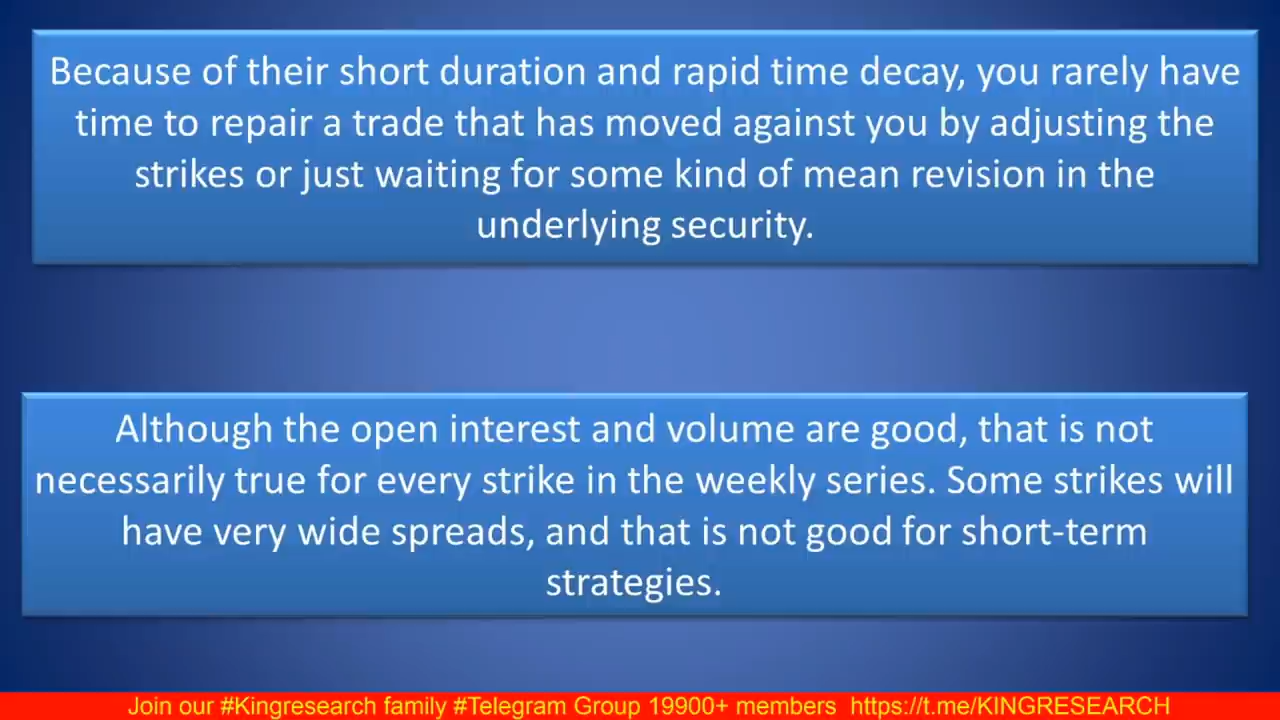 Because of their short duration and rapid time decay, you rarely have
time to repair a trade that has moved against you by adjusting the
strikes or just waiting for some kind of mean revision in the
underlying security.
Although the open interest and volume are good, that is not
necessarily true for every strike in the weekly series. Some strikes will
have very wide spreads, and that is not good for short-term
strategies.
Join our #Kingresearch family #Telegram Group 19900+ members https://t.me/KINGRESEARCH